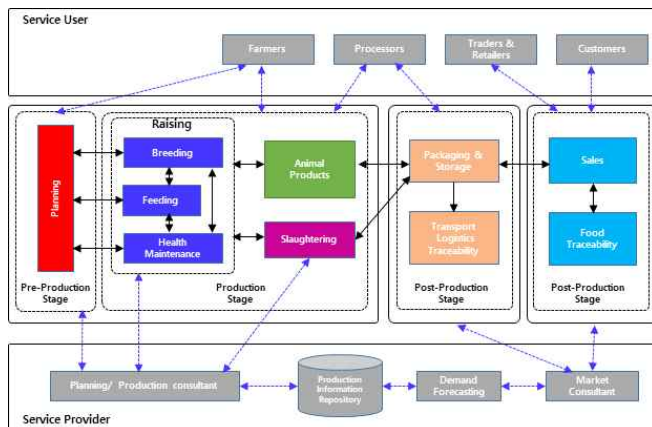 Service User
Farmers
Processors
Traders &
Retailers
Customers
Raising
Planning
Breeding
Feeding
Health
Maintenance
Animal
Products
Slaughtering
Packaging &
Storage
Transport
Logistics
Traceability
Sales
Food
Traceability
Pre-Production
Stage
Production
Stage
Post-Production
Stage
Post-Production
Stage
Planning/ Production consultant
Production
Information
Repository
Demand
Forecasting
Market
Consultant
Service Provider